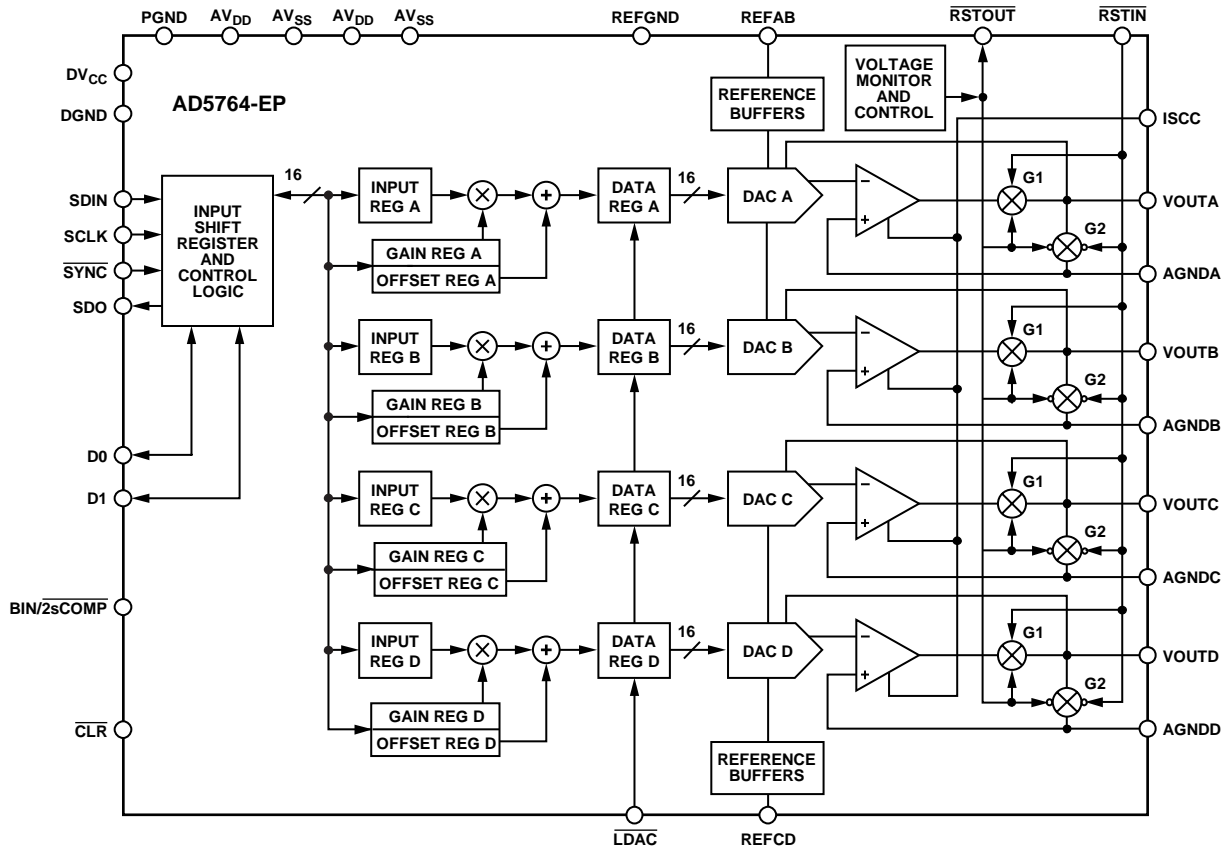 PGND AVDD AVSS AVDD AVSS REFGND REFAB RSTOUT RSTIN
DVCC
DGND
AD5764-EP
REFERENCE
BUFFERS
VOLTAGE
MONITOR
AND
CONTROL
ISCC
SDIN
SCLK
SYNC
SDO
INPUT
SHIFT
REGISTER
AND
CONTROL
LOGIC
16
INPUT
REG A
×
+
DATA
REG A
16
DAC A
−
+
G1
G2
VOUTA
AGNDA
GAIN REG A
OFFSET REG A
INPUT
REG B
×
+
DATA
REG B
16
DAC B
−
+
G1
G2
VOUTB
AGNDB
GAIN REG B
OFFSET REG B
D0
D1
INPUT
REG C
×
+
DATA
REG C
16
DAC C
−
+
G1
G2
VOUTC
AGNDC
GAIN REG C
OFFSET REG C
BIN/2sCOMP
CLR
INPUT
REG D
×
+
DATA
REG D
16
DAC D
−
+
G1
G2
VOUTD
AGNDD
GAIN REG D
OFFSET REG D
REFERENCE
BUFFERS
LDAC REFCD